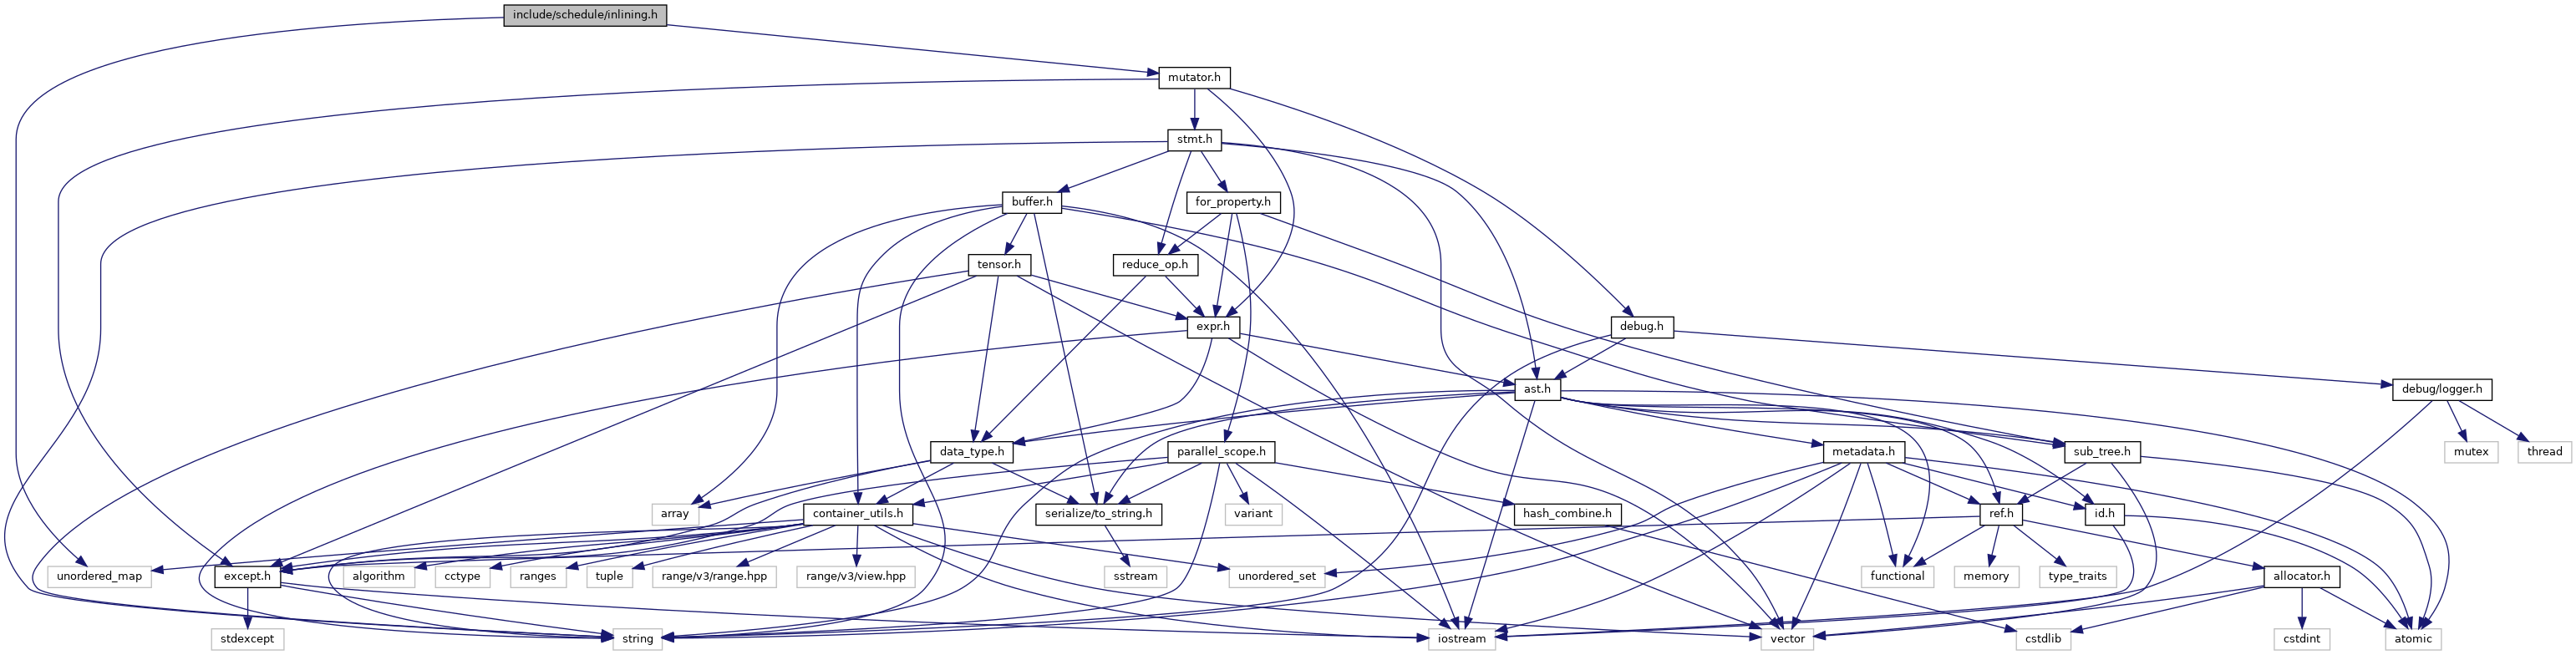 include/schedule/inlining.h
mutator.h
stmt.h
buffer.h
for_property.h
tensor.h
reduce_op.h
expr.h
debug.h
ast.h
debug/logger.h
data_type.h
parallel_scope.h
metadata.h
sub_tree.h
mutex
thread
array
container_utils.h
serialize/to_string.h
variant
hash_combine.h
ref.h
id.h
unordered_map
except.h
algorithm
cctype
ranges
tuple
range/v3/range.hpp
range/v3/view.hpp
sstream
unordered_set
functional
memory
type_traits
allocator.h
stdexcept
string
iostream
vector
cstdlib
cstdint
atomic